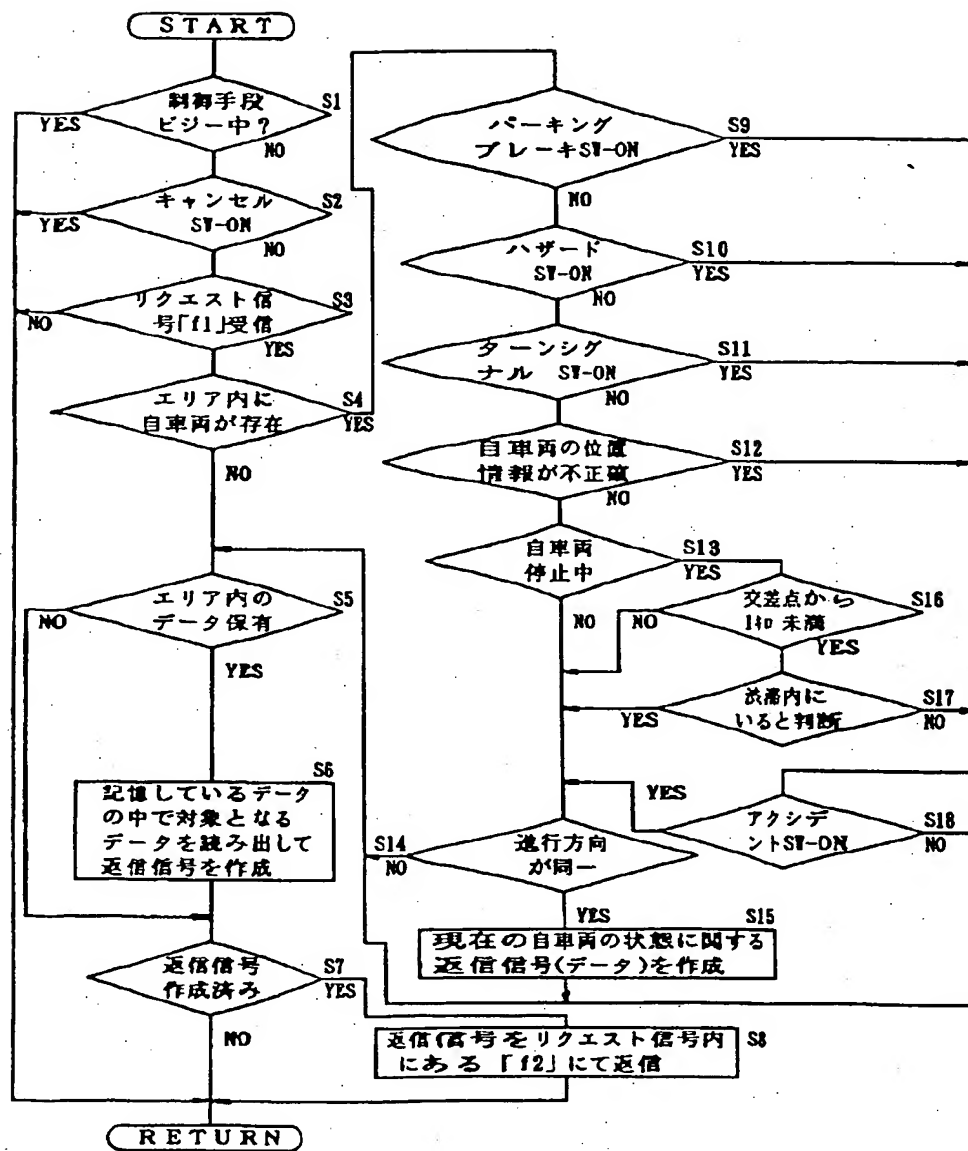 START
制御手段
ビジー中?
S1
YES
NO
キャンセル
SW-ON
S2
YES
NO
リクエスト信
号「f1」受信
S3
NO
YES
エリア内に
自車両が存在
S4
YES
NO
エリア内の
データ保有
S5
NO
YES
S6
記憶しているデータ
の中で対象となる
データを読み出して
返信信号を作成
返信信号
作成済み
S7
YES
NO
返信信号をリクエスト信号内
にある「f2」にて返信
S8
RETURN
パーキング
ブレーキSW-ON
S9
YES
NO
ハザード
SW-ON
S10
YES
NO
ターンシグ
ナル SW-ON
S11
YES
NO
自車両の位置
情報が不正確
S12
YES
NO
自車両
停止中
S13
YES
NO
交差点から
1km 未満
S16
NO
YES
渋滞内に
いると判断
S17
YES
NO
アクシデ
ントSW-ON
S18
YES
NO
進行方向
が同一
S14
NO
YES
S15
現在の自車両の状態に関する
返信信号(データ)を作成